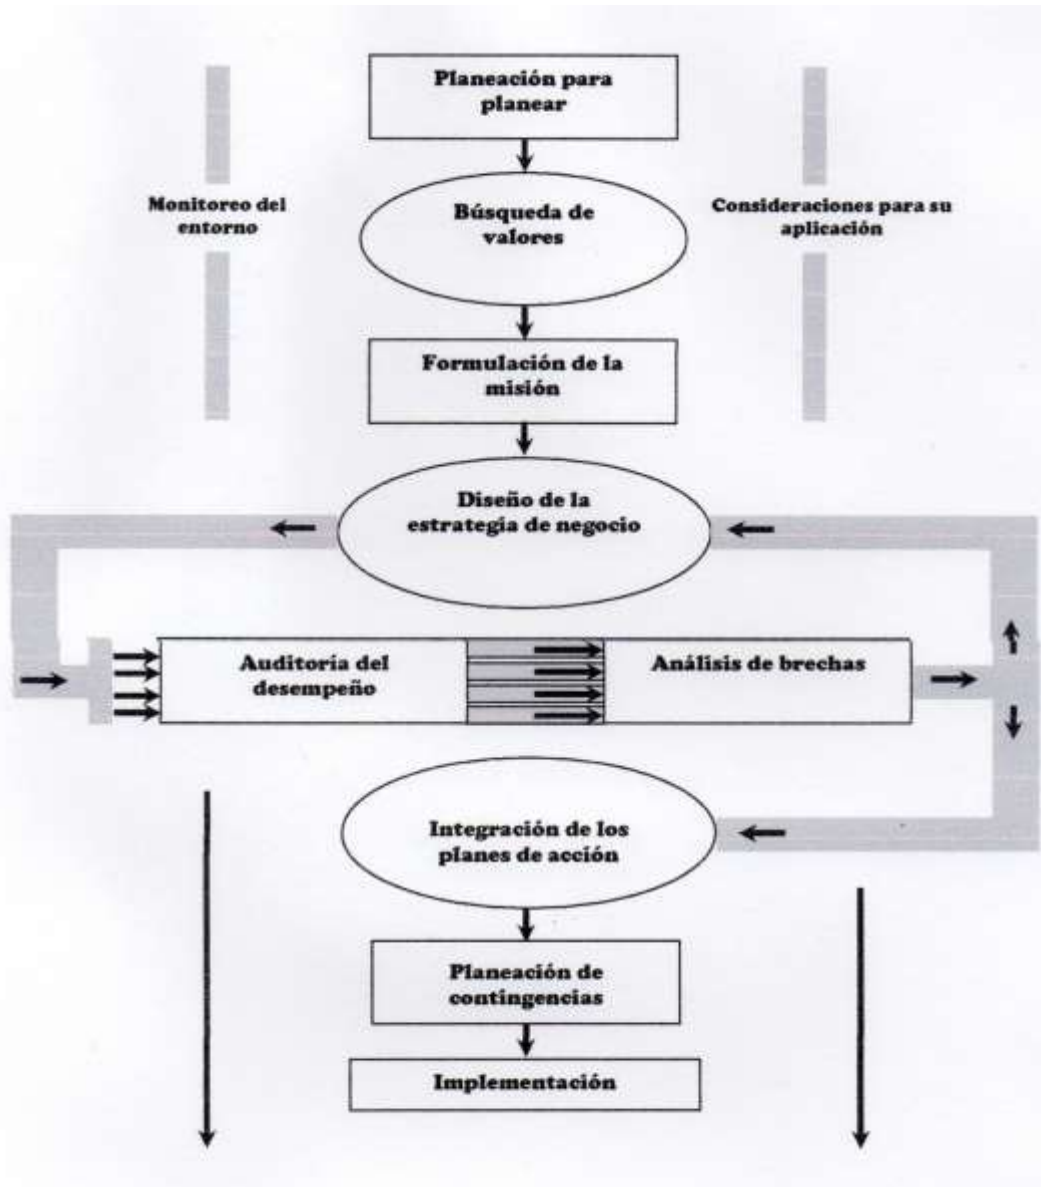 Planeación para
planear
Monitoreo del
entorno
Búsqueda de
valores
Consideraciones para su
aplicación
Formulación de la
misión
Diseño de la
estrategia de negocio
Auditoría del
desempeño
Análisis de brechas
Integración de los
planes de acción
Planeación de
contingencias
Implementación